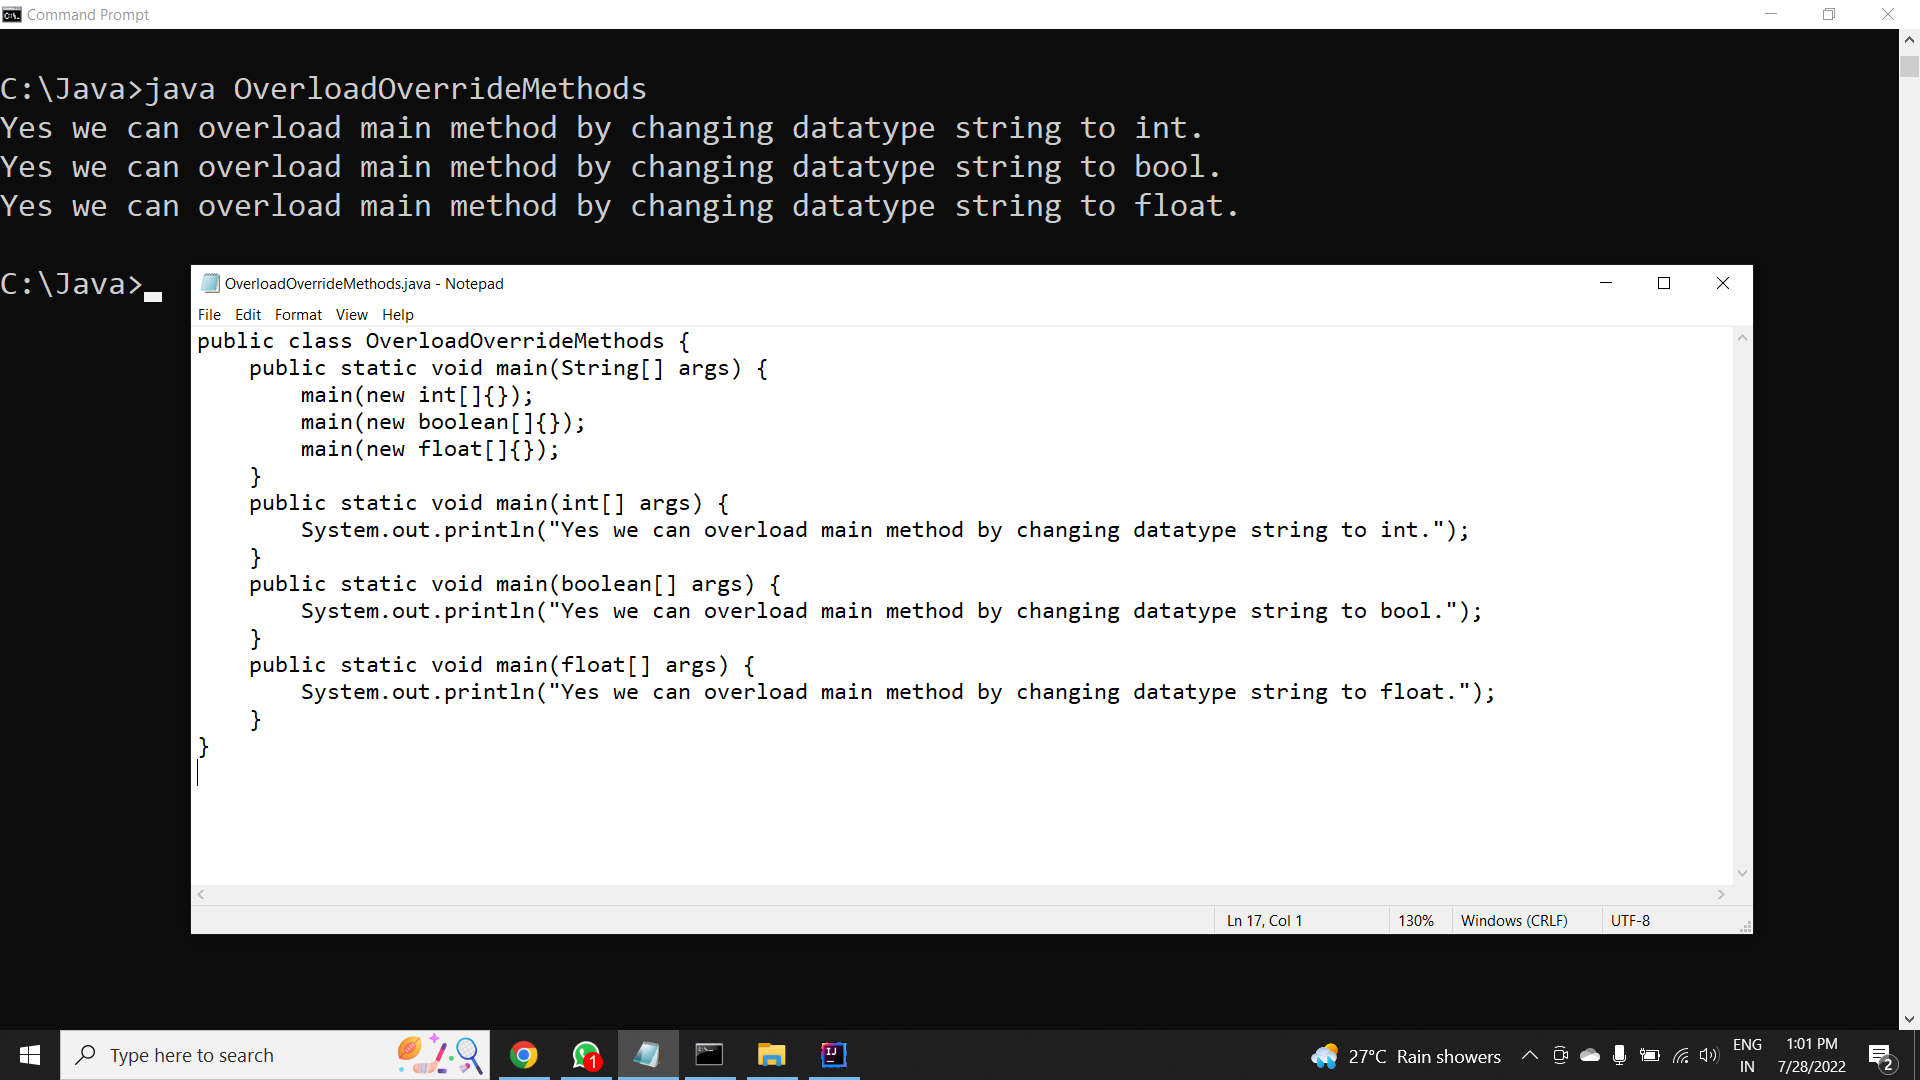 Command Prompt
C:\Java>java OverloadOverrideMethods
Yes we can overload main method by changing datatype string to int.
Yes we can overload main method by changing datatype string to bool.
Yes we can overload main method by changing datatype string to float.
C:\Java>
OverloadOverrideMethods.java - Notepad
File Edit Format View Help
public class OverloadOverrideMethods {
    public static void main(String[] args) {
        main(new int[]{});
        main(new boolean[]{});
        main(new float[]{});
    }
    public static void main(int[] args) {
        System.out.println("Yes we can overload main method by changing datatype string to int.");
    }
    public static void main(boolean[] args) {
        System.out.println("Yes we can overload main method by changing datatype string to bool.");
    }
    public static void main(float[] args) {
        System.out.println("Yes we can overload main method by changing datatype string to float.");
    }
}
Ln 17, Col 1 130% Windows (CRLF) UTF-8
Type here to search
1
IJ
27°C Rain showers
ENG
IN
1:01 PM
7/28/2022
2